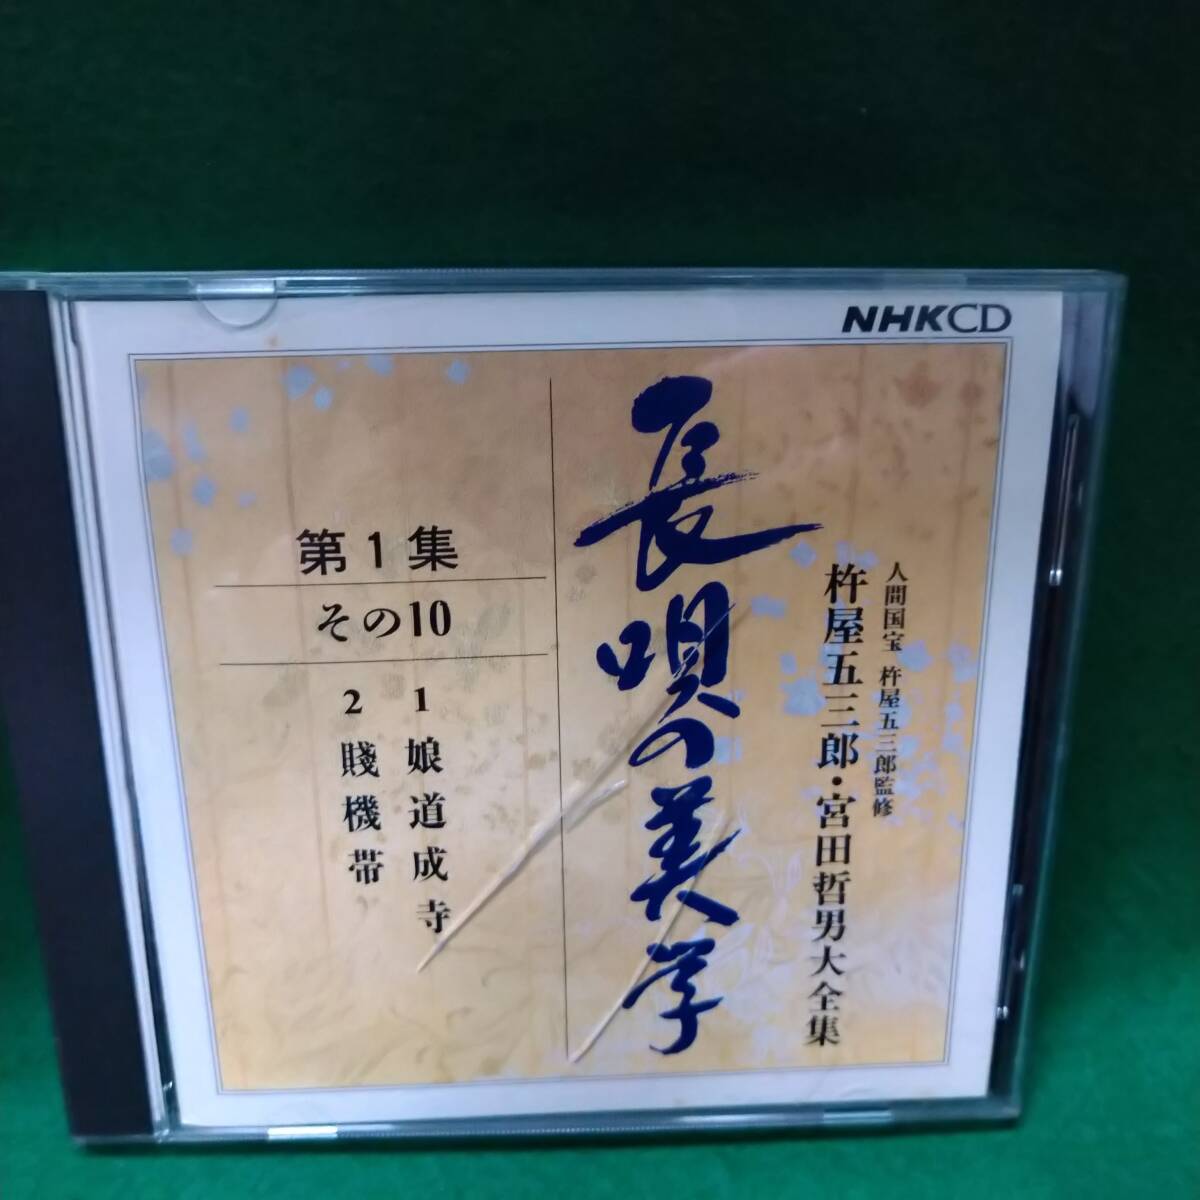 NHKCD
人間国宝 杵屋五三郎監修
杵屋五三郎・宮田哲男大全集
長唄の美学
第1集
その10
1 娘道成寺
2 賤機帯